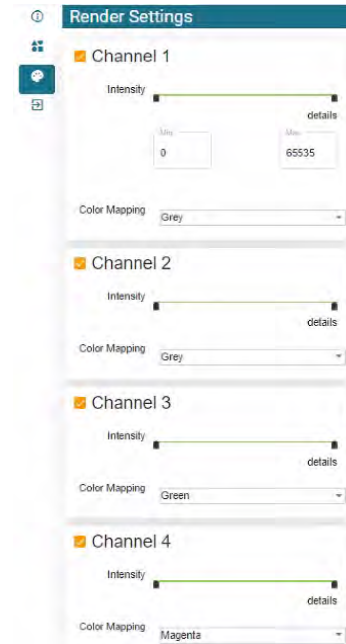 Render Settings
Channel 1
Intensity
details
Min
Max
0
65535
Color Mapping
Grey
Channel 2
Intensity
details
Color Mapping
Grey
Channel 3
Intensity
details
Color Mapping
Green
Channel 4
Intensity
details
Color Mapping
Magenta